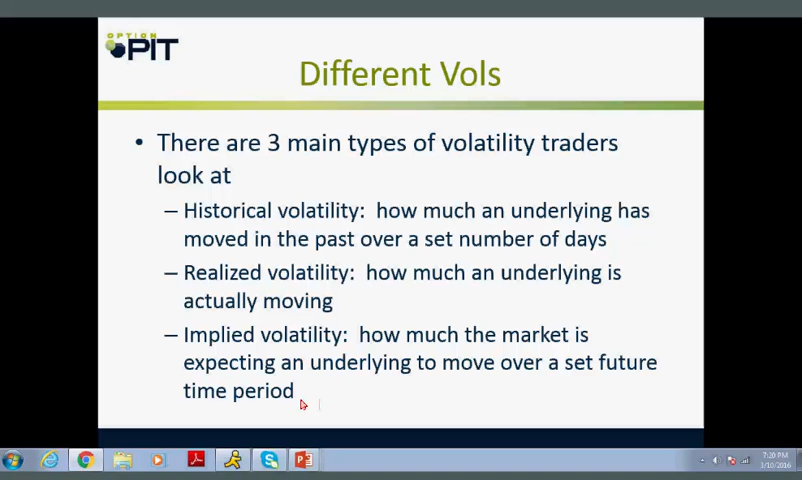 OPTION
PIT
Different Vols
• There are 3 main types of volatility traders
look at
– Historical volatility:  how much an underlying has
moved in the past over a set number of days
– Realized volatility:  how much an underlying is
actually moving
– Implied volatility:  how much the market is
expecting an underlying to move over a set future
time period
7:20 PM
3/10/2016